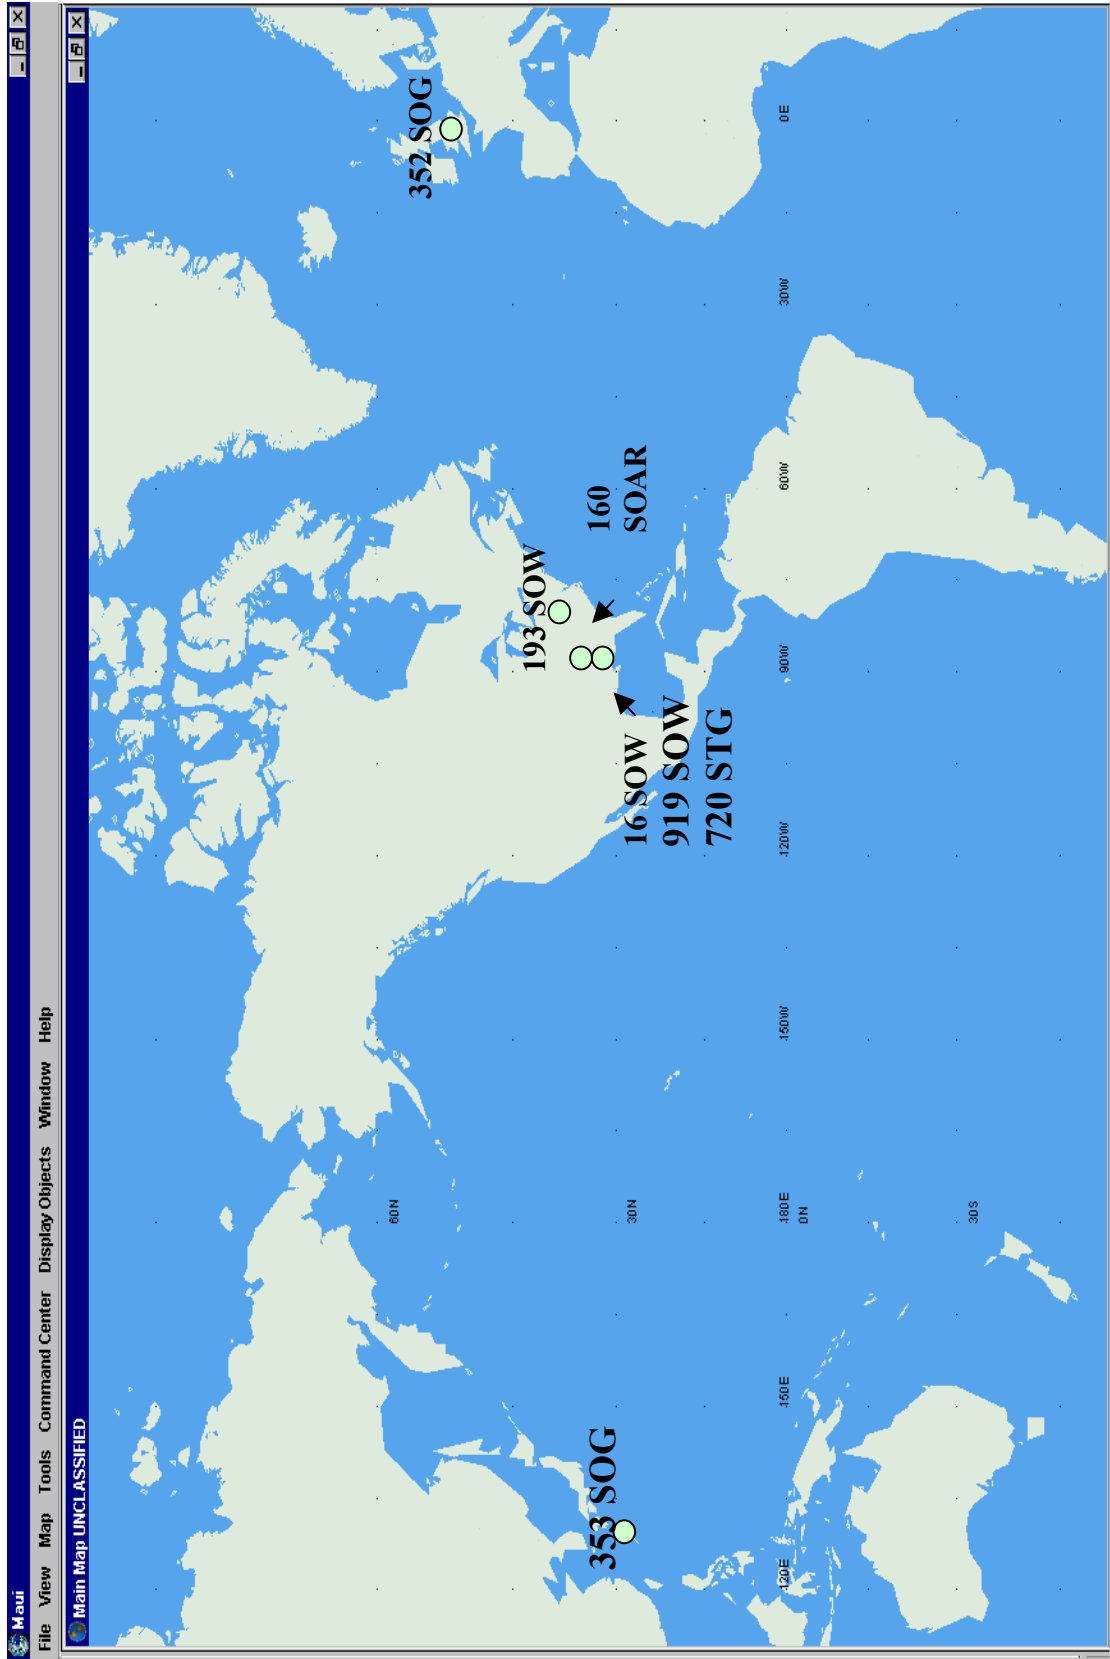 Maui
File View Map Tools Command Center Display Objects Window Help
Main Map UNCLASSIFIED
352 SOG
60N
193 SOW
353 SOG
160
SOAR
30N
16 SOW
919 SOW
720 STG
120E
150E
180E
150W
120W
90W
60W
30W
0E
0N
30S